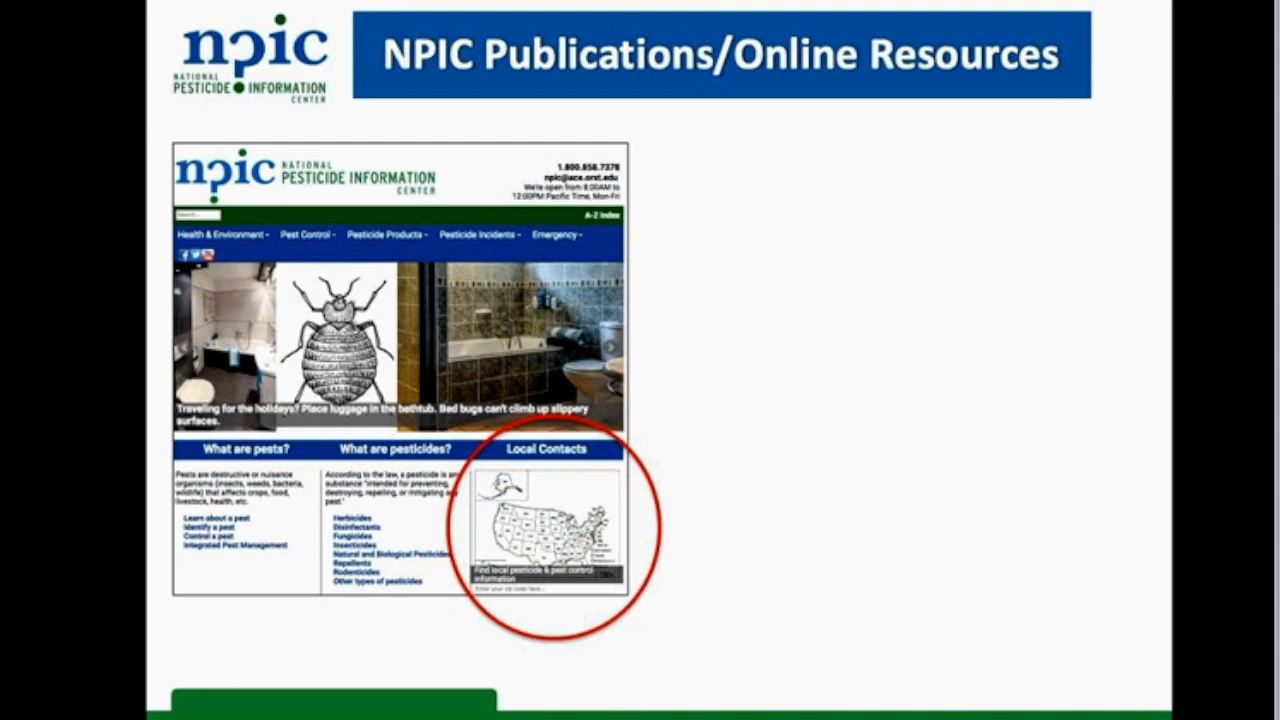 npic
NATIONAL
PESTICIDE INFORMATION
CENTER
NPIC Publications/Online Resources
npic
NATIONAL
PESTICIDE INFORMATION
CENTER
1.800.858.7378
npic@ace.orst.edu
We're open from 8:00AM to
12:00PM Pacific Time, Mon-Fri
Search...
A-Z Index
Health & Environment
Pest Control
Pesticide Products
Pesticide Incidents
Emergency
Traveling for the holidays? Place luggage in the bathtub. Bed bugs can't climb up slippery
surfaces.
What are pests?
Pests are destructive or nuisance
organisms (insects, weeds, bacteria,
wildlife) that affects crops, food,
livestock, health, etc.
Learn about a pest
Identify a pest
Control a pest
Integrated Pest Management
What are pesticides?
According to the law, a pesticide is any
substance "intended for preventing,
destroying, repelling, or mitigating any
pest."
Herbicides
Disinfectants
Fungicides
Insecticides
Natural and Biological Pesticides
Repellents
Rodenticides
Other types of pesticides
Local Contacts
Find local pesticide & pest control
information
Enter your zip code here...